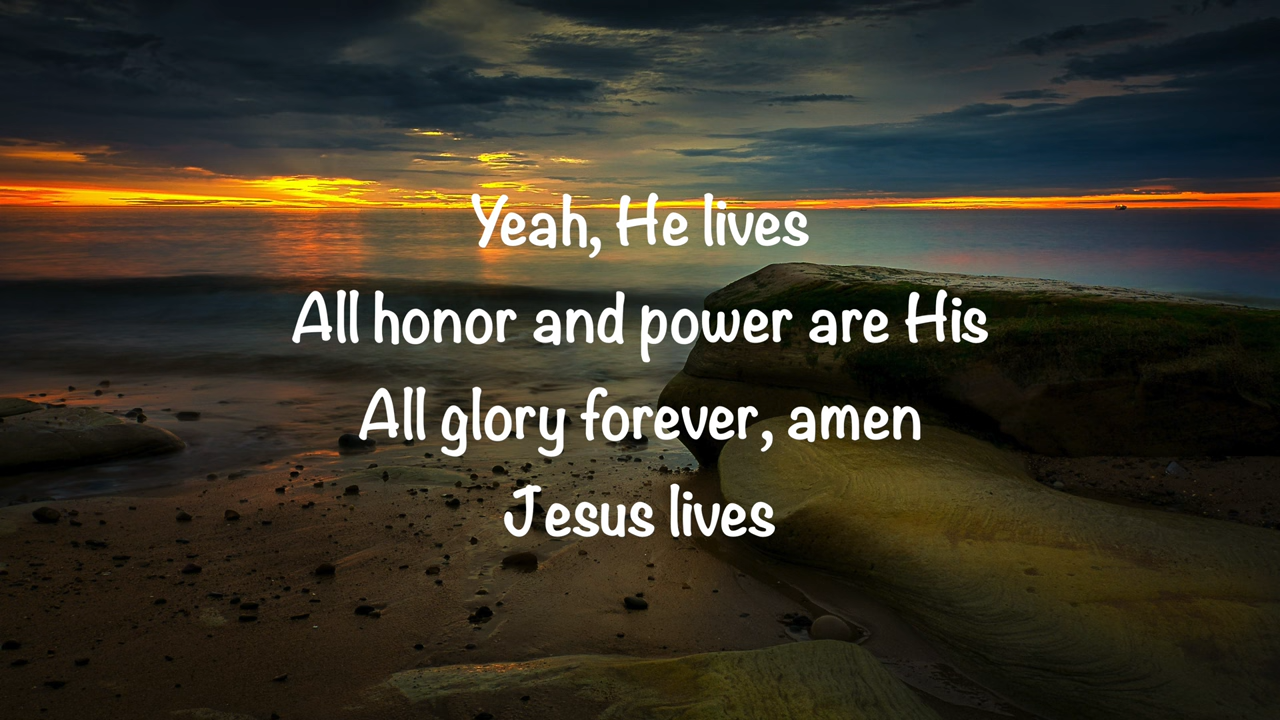 Yeah, He lives
All honor and power are His
All glory forever, amen
Jesus lives